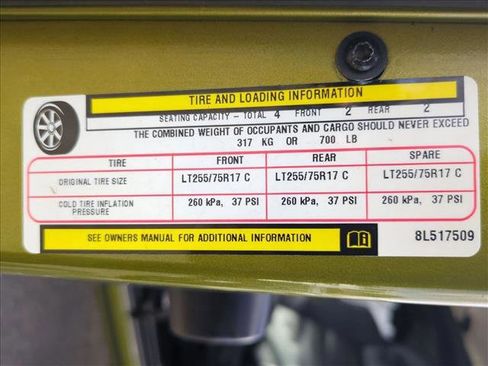 TIRE AND LOADING INFORMATION
SEATING CAPACITY - TOTAL 4 FRONT 2 REAR 2
THE COMBINED WEIGHT OF OCCUPANTS AND CARGO SHOULD NEVER EXCEED
317 KG OR 700 LB
TIRE FRONT REAR SPARE
ORIGINAL TIRE SIZE LT255/75R17 C LT255/75R17 C LT255/75R17 C
COLD TIRE INFLATION
PRESSURE 260 kPa, 37 PSI 260 kPa, 37 PSI 260 kPa, 37 PSI
SEE OWNERS MANUAL FOR ADDITIONAL INFORMATION 8L517509